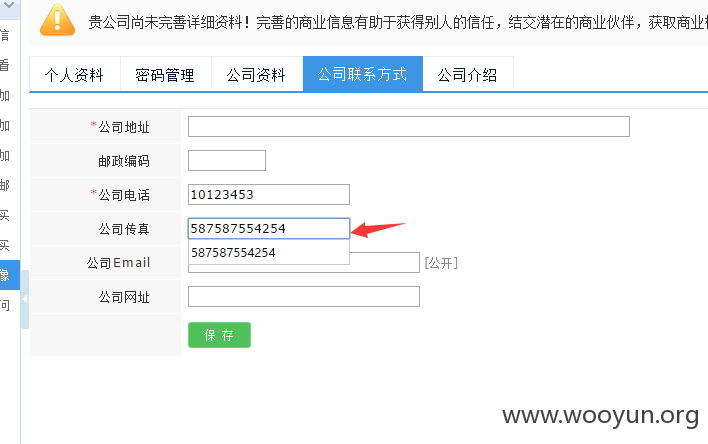 贵公司尚未完善详细资料！完善的商业信息有助于获得别人的信任，结交潜在的商业伙伴，获取商业
信
个人资料 密码管理 公司资料 公司联系方式 公司介绍
看
加
*公司地址
加
邮政编码
加
邮
*公司电话 10123453
买
公司传真 587587554254
587587554254
买
公司Email [公开]
像
公司网址
问
保 存
www.wooyun.org